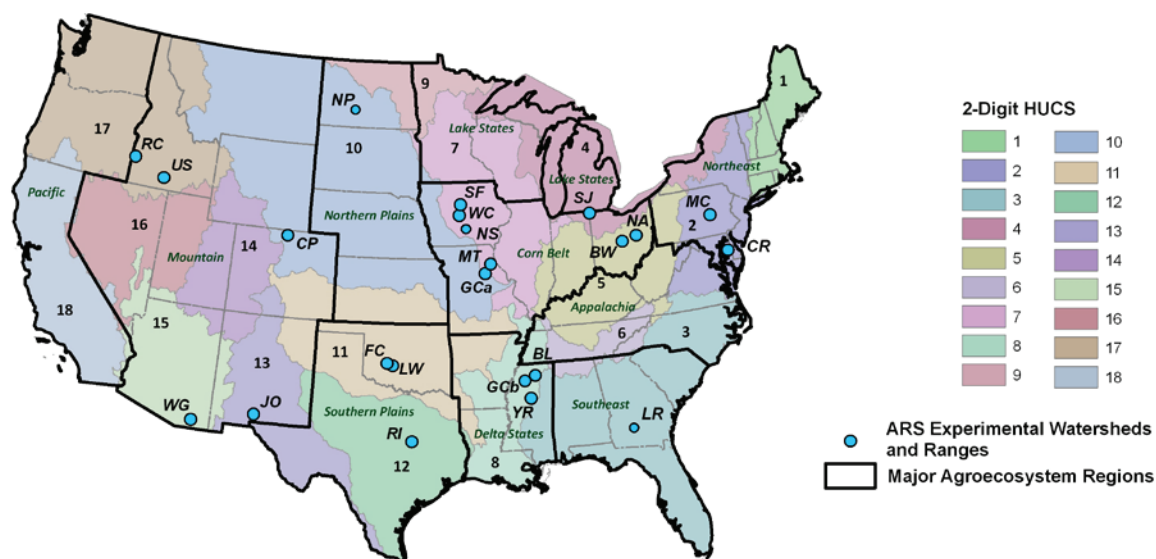 1
9
NP
4
17
Lake States
7
10
RC
Northeast
US
Lake States
Pacific
SF
SJ
MC
WC
NA
Northern Plains
2
16
NS
14
CP
BW
CR
Mountain
MT
Corn Belt
GCa
5
18
Appalachia
15
6
3
11
FC
LW
BL
13
GCb
WG
JO
Southern Plains
YR
Southeast
LR
RI
Delta States
12
8
2-Digit HUCS
1 10
2 11
3 12
4 13
5 14
6 15
7 16
8 17
9 18
ARS Experimental Watersheds
and Ranges
Major Agroecosystem Regions